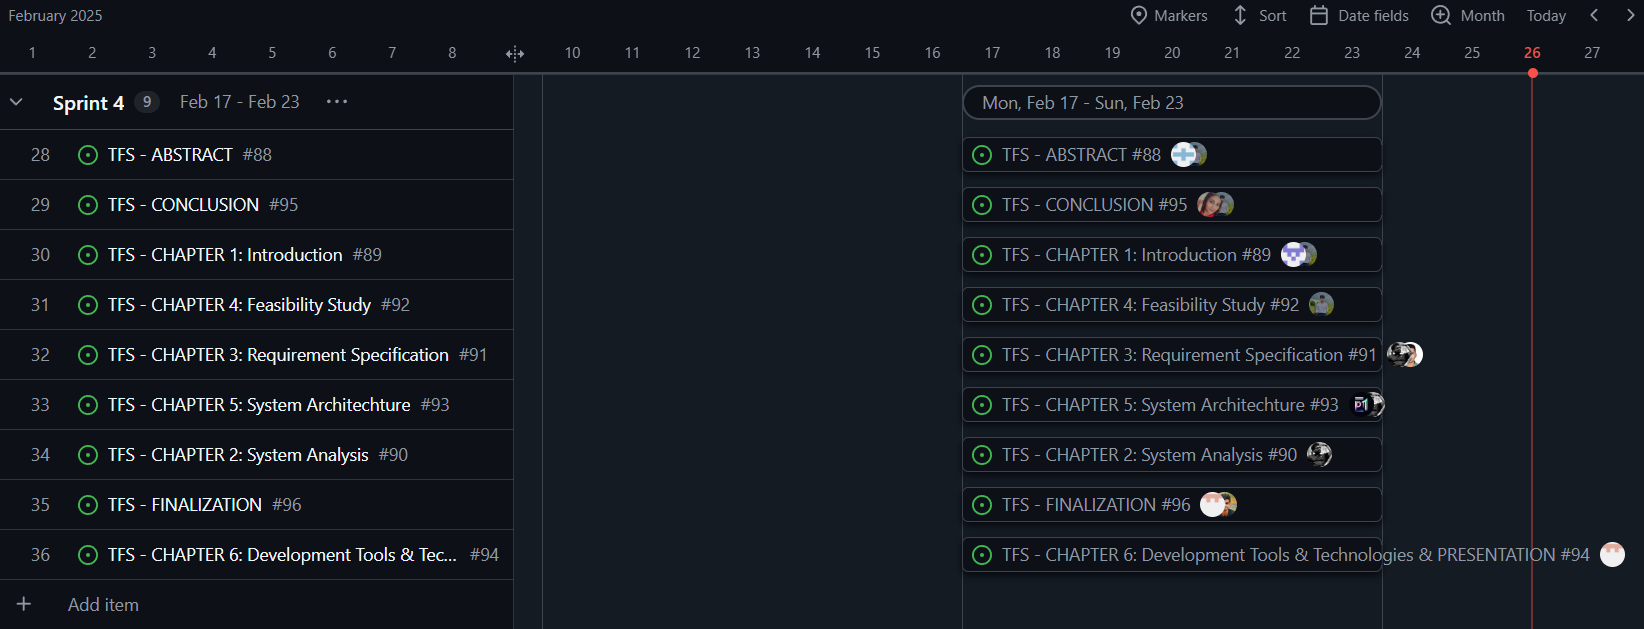 February 2025 Markers Sort Date fields Month Today
1 2 3 4 5 6 7 8 10 11 12 13 14 15 16 17 18 19 20 21 22 23 24 25 26 27
Sprint 4 9 Feb 17 - Feb 23 ... Mon, Feb 17 - Sun, Feb 23
28 TFS - ABSTRACT #88 TFS - ABSTRACT #88
29 TFS - CONCLUSION #95 TFS - CONCLUSION #95
30 TFS - CHAPTER 1: Introduction #89 TFS - CHAPTER 1: Introduction #89
31 TFS - CHAPTER 4: Feasibility Study #92 TFS - CHAPTER 4: Feasibility Study #92
32 TFS - CHAPTER 3: Requirement Specification #91 TFS - CHAPTER 3: Requirement Specification #91
33 TFS - CHAPTER 5: System Architechture #93 TFS - CHAPTER 5: System Architechture #93
34 TFS - CHAPTER 2: System Analysis #90 TFS - CHAPTER 2: System Analysis #90
35 TFS - FINALIZATION #96 TFS - FINALIZATION #96
36 TFS - CHAPTER 6: Development Tools & Tec... #94 TFS - CHAPTER 6: Development Tools & Technologies & PRESENTATION #94
+ Add item